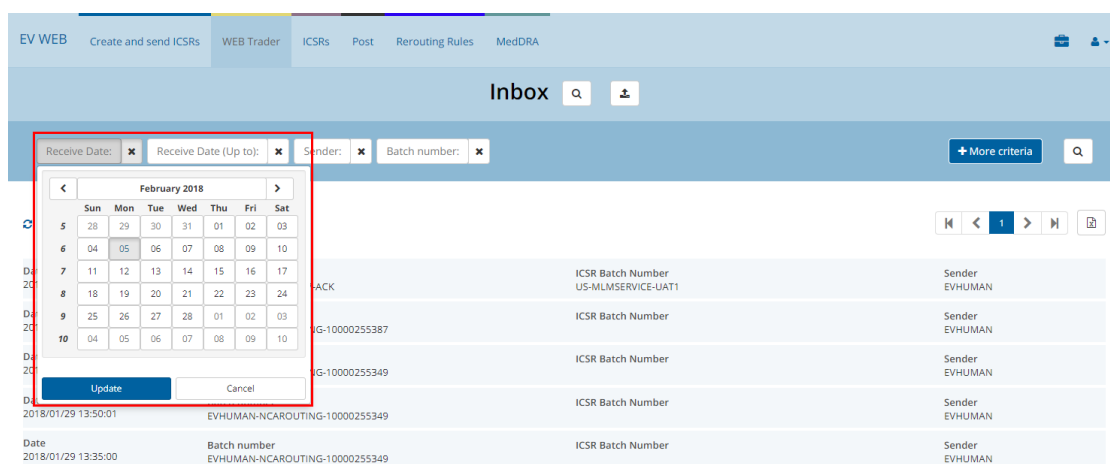 EV WEB Create and send ICSRs WEB Trader ICSRs Post Rerouting Rules MedDRA
Inbox
Receive Date: Receive Date (Up to): Sender: Batch number: + More criteria
February 2018
Sun Mon Tue Wed Thu Fri Sat
5 28 29 30 31 01 02 03
1
6 04 05 06 07 08 09 10
7 11 12 13 14 15 16 17
ICSR Batch Number Sender
-ACK US-MLMSERVICE-UAT1 EVHUMAN
8 18 19 20 21 22 23 24
9 25 26 27 28 01 02 03
ICSR Batch Number Sender
NG-10000255387 EVHUMAN
10 04 05 06 07 08 09 10
ICSR Batch Number Sender
NG-10000255349 EVHUMAN
Update Cancel
ICSR Batch Number Sender
2018/01/29 13:50:01 EVHUMAN-NCAROUTING-10000255349 EVHUMAN
Date Batch number ICSR Batch Number Sender
2018/01/29 13:35:00 EVHUMAN-NCAROUTING-10000255349 EVHUMAN